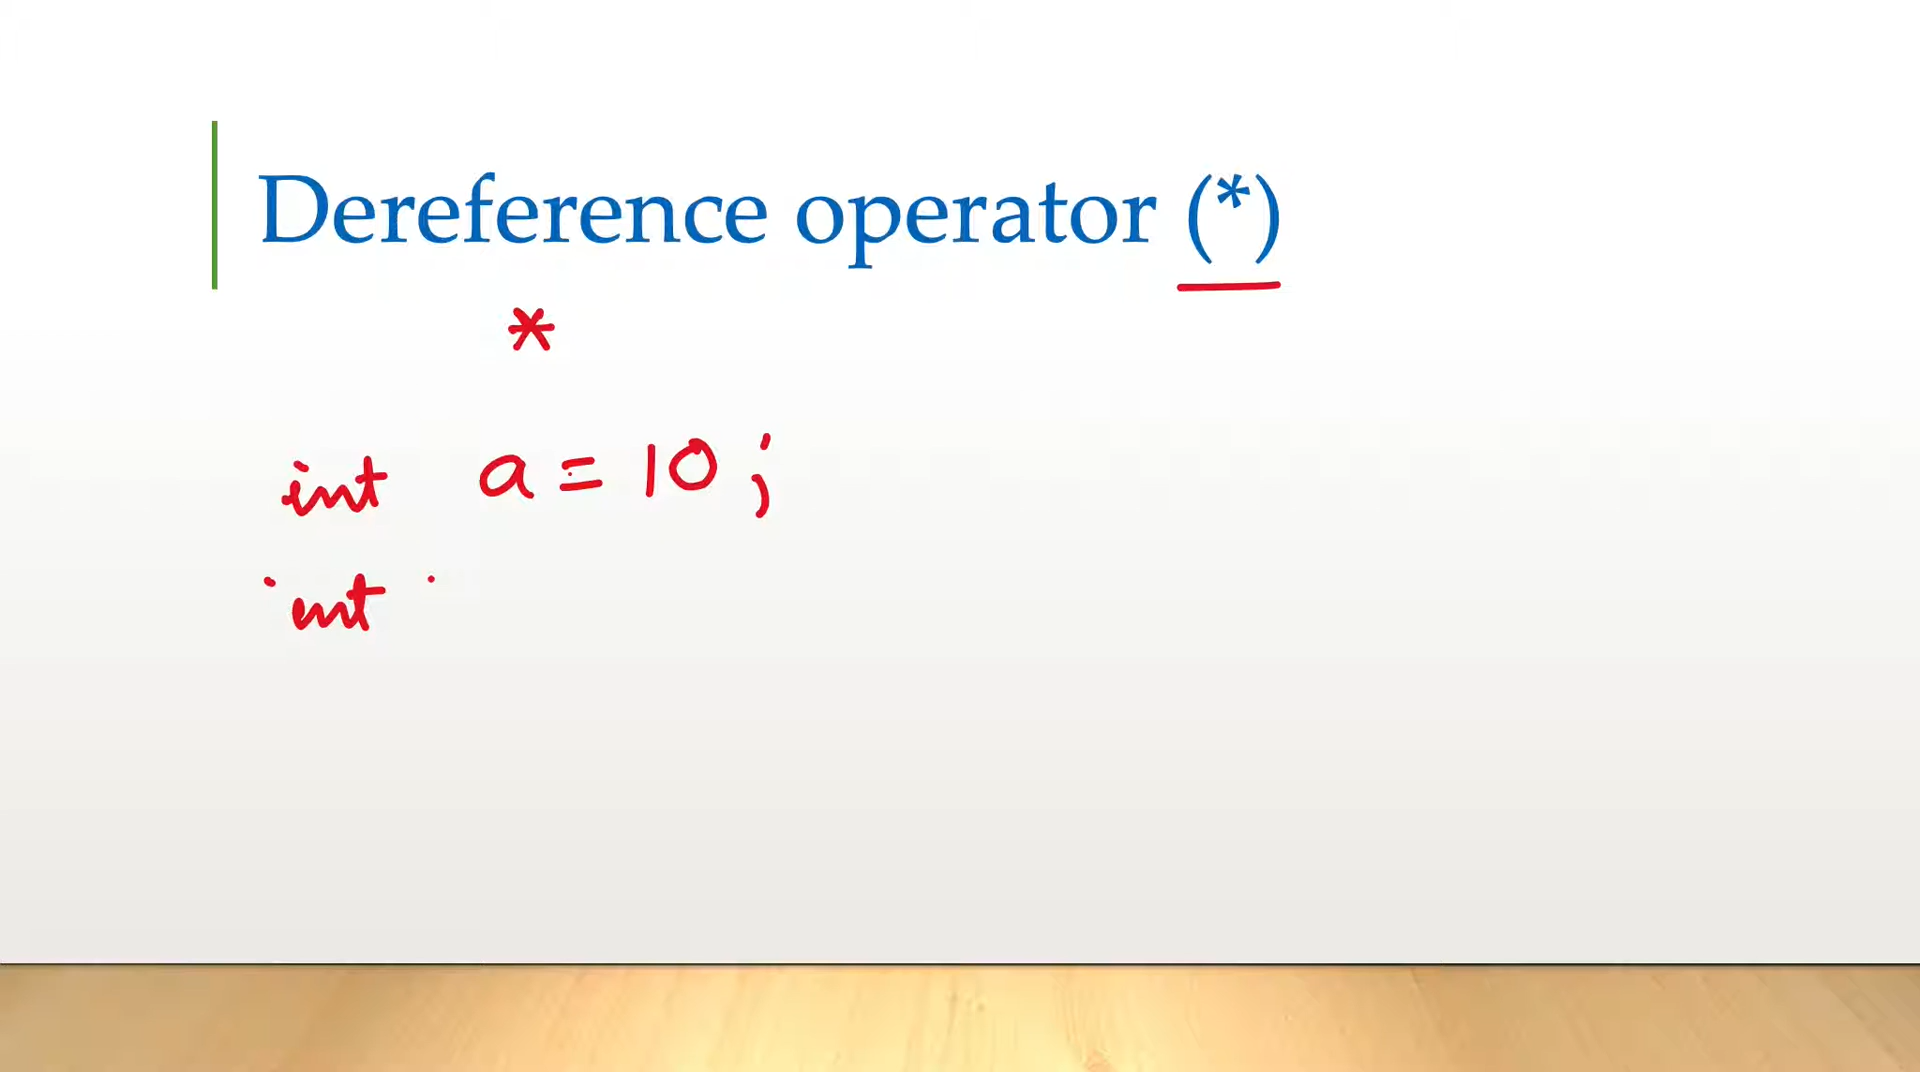 Dereference operator (*)
*
int a = 10 ;
int